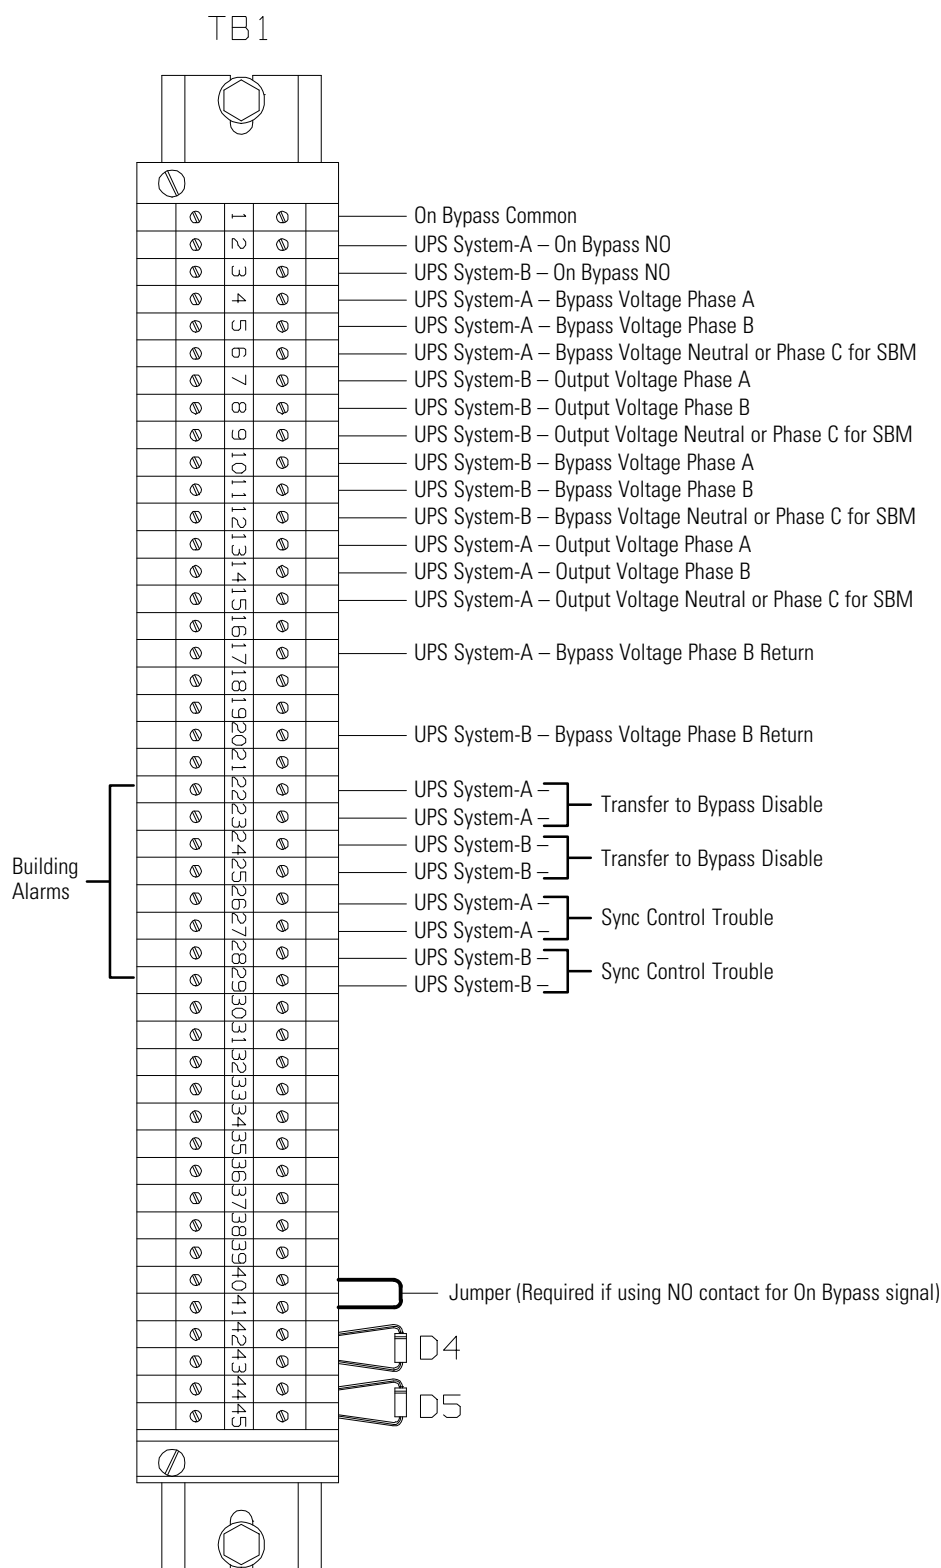 TB1
1 On Bypass Common
2 UPS System-A – On Bypass NO
3 UPS System-B – On Bypass NO
4 UPS System-A – Bypass Voltage Phase A
5 UPS System-A – Bypass Voltage Phase B
6 UPS System-A – Bypass Voltage Neutral or Phase C for SBM
7 UPS System-B – Output Voltage Phase A
8 UPS System-B – Output Voltage Phase B
9 UPS System-B – Output Voltage Neutral or Phase C for SBM
10 UPS System-B – Bypass Voltage Phase A
11 UPS System-B – Bypass Voltage Phase B
12 UPS System-B – Bypass Voltage Neutral or Phase C for SBM
13 UPS System-A – Output Voltage Phase A
14 UPS System-A – Output Voltage Phase B
15 UPS System-A – Output Voltage Neutral or Phase C for SBM
16
17 UPS System-A – Bypass Voltage Phase B Return
18
19
20 UPS System-B – Bypass Voltage Phase B Return
21
22 UPS System-A –
Transfer to Bypass Disable
23 UPS System-A –
24 UPS System-B –
Transfer to Bypass Disable
25 UPS System-B –
Building
Alarms
26 UPS System-A –
Sync Control Trouble
27 UPS System-A –
28 UPS System-B –
Sync Control Trouble
29 UPS System-B –
30
31
32
33
34
35
36
37
38
39
40
Jumper (Required if using NO contact for On Bypass signal)
41
42
D4
43
44
D5
45